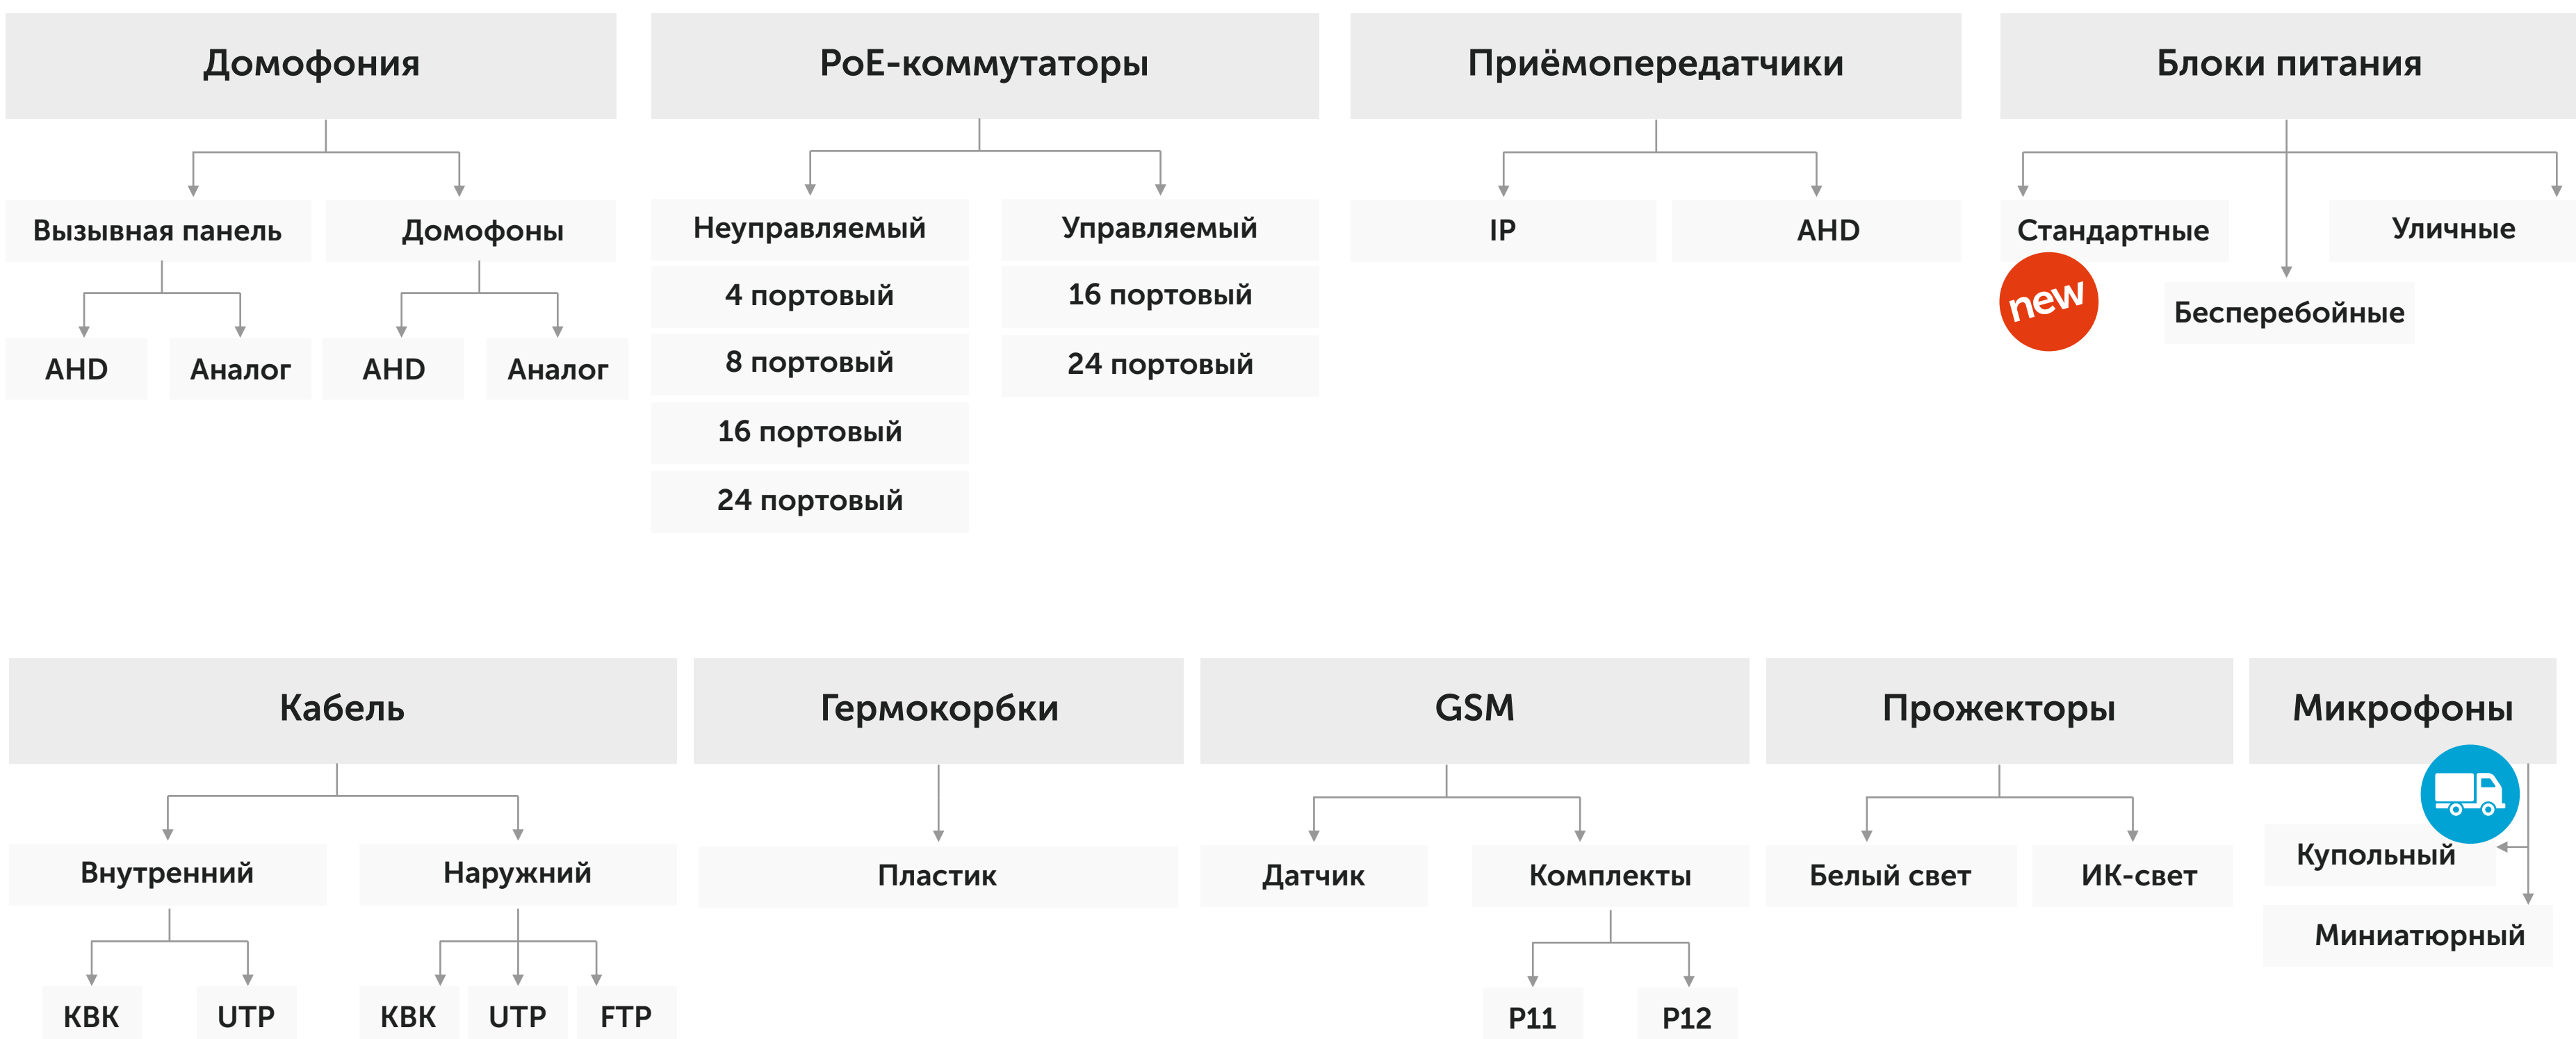 Домофония
PoE-коммутаторы
Приёмопередатчики
Блоки питания
Вызывная панель
Домофоны
Неуправляемый
Управляемый
IP
AHD
Стандартные
Уличные
new
Бесперебойные
4 портовый
16 портовый
8 портовый
24 портовый
AHD
Аналог
AHD
Аналог
16 портовый
24 портовый
Кабель
Гермокорбки
GSM
Прожекторы
Микрофоны
Внутренний
Наружний
Пластик
Датчик
Комплекты
Белый свет
ИК-свет
Купольный
Миниатюрный
КВК
UTP
КВК
UTP
FTP
P11
P12